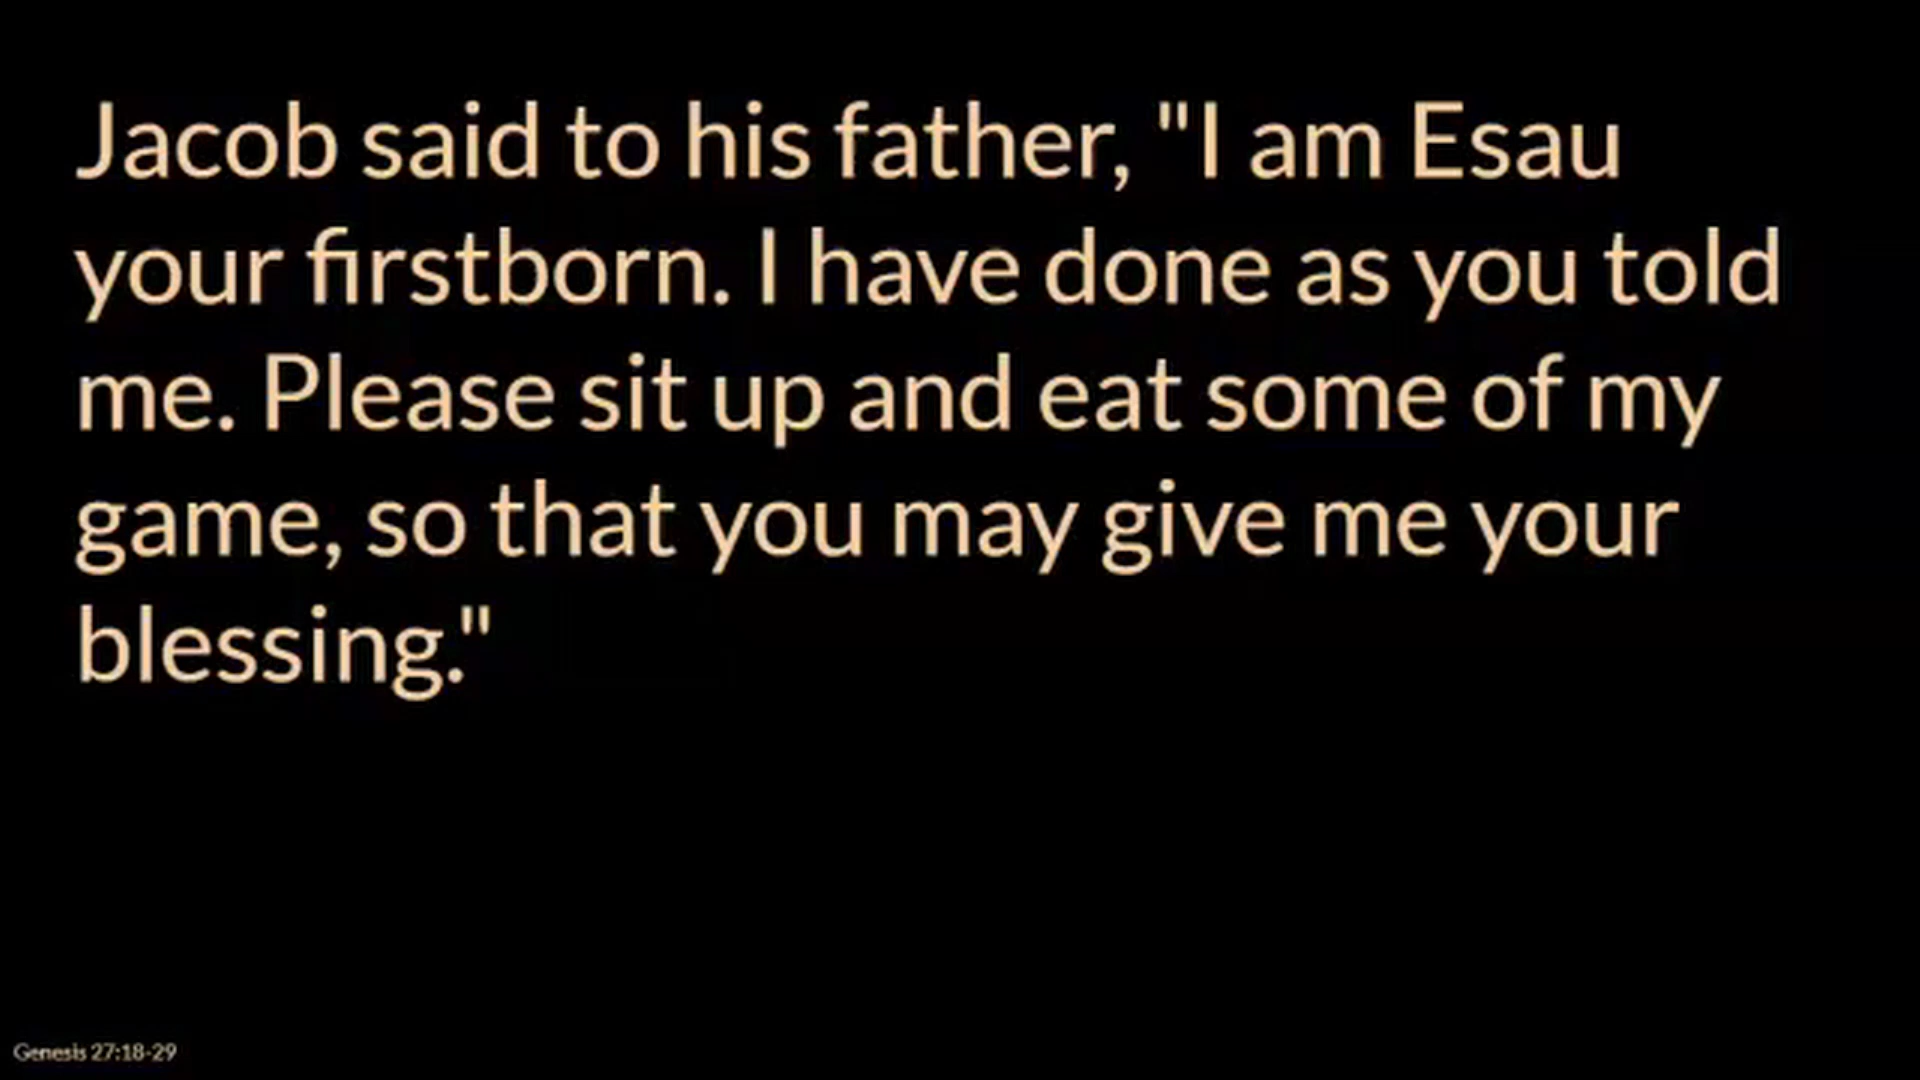 Jacob said to his father, "I am Esau
your firstborn. I have done as you told
me. Please sit up and eat some of my
game, so that you may give me your
blessing."
Genesis 27:18-29